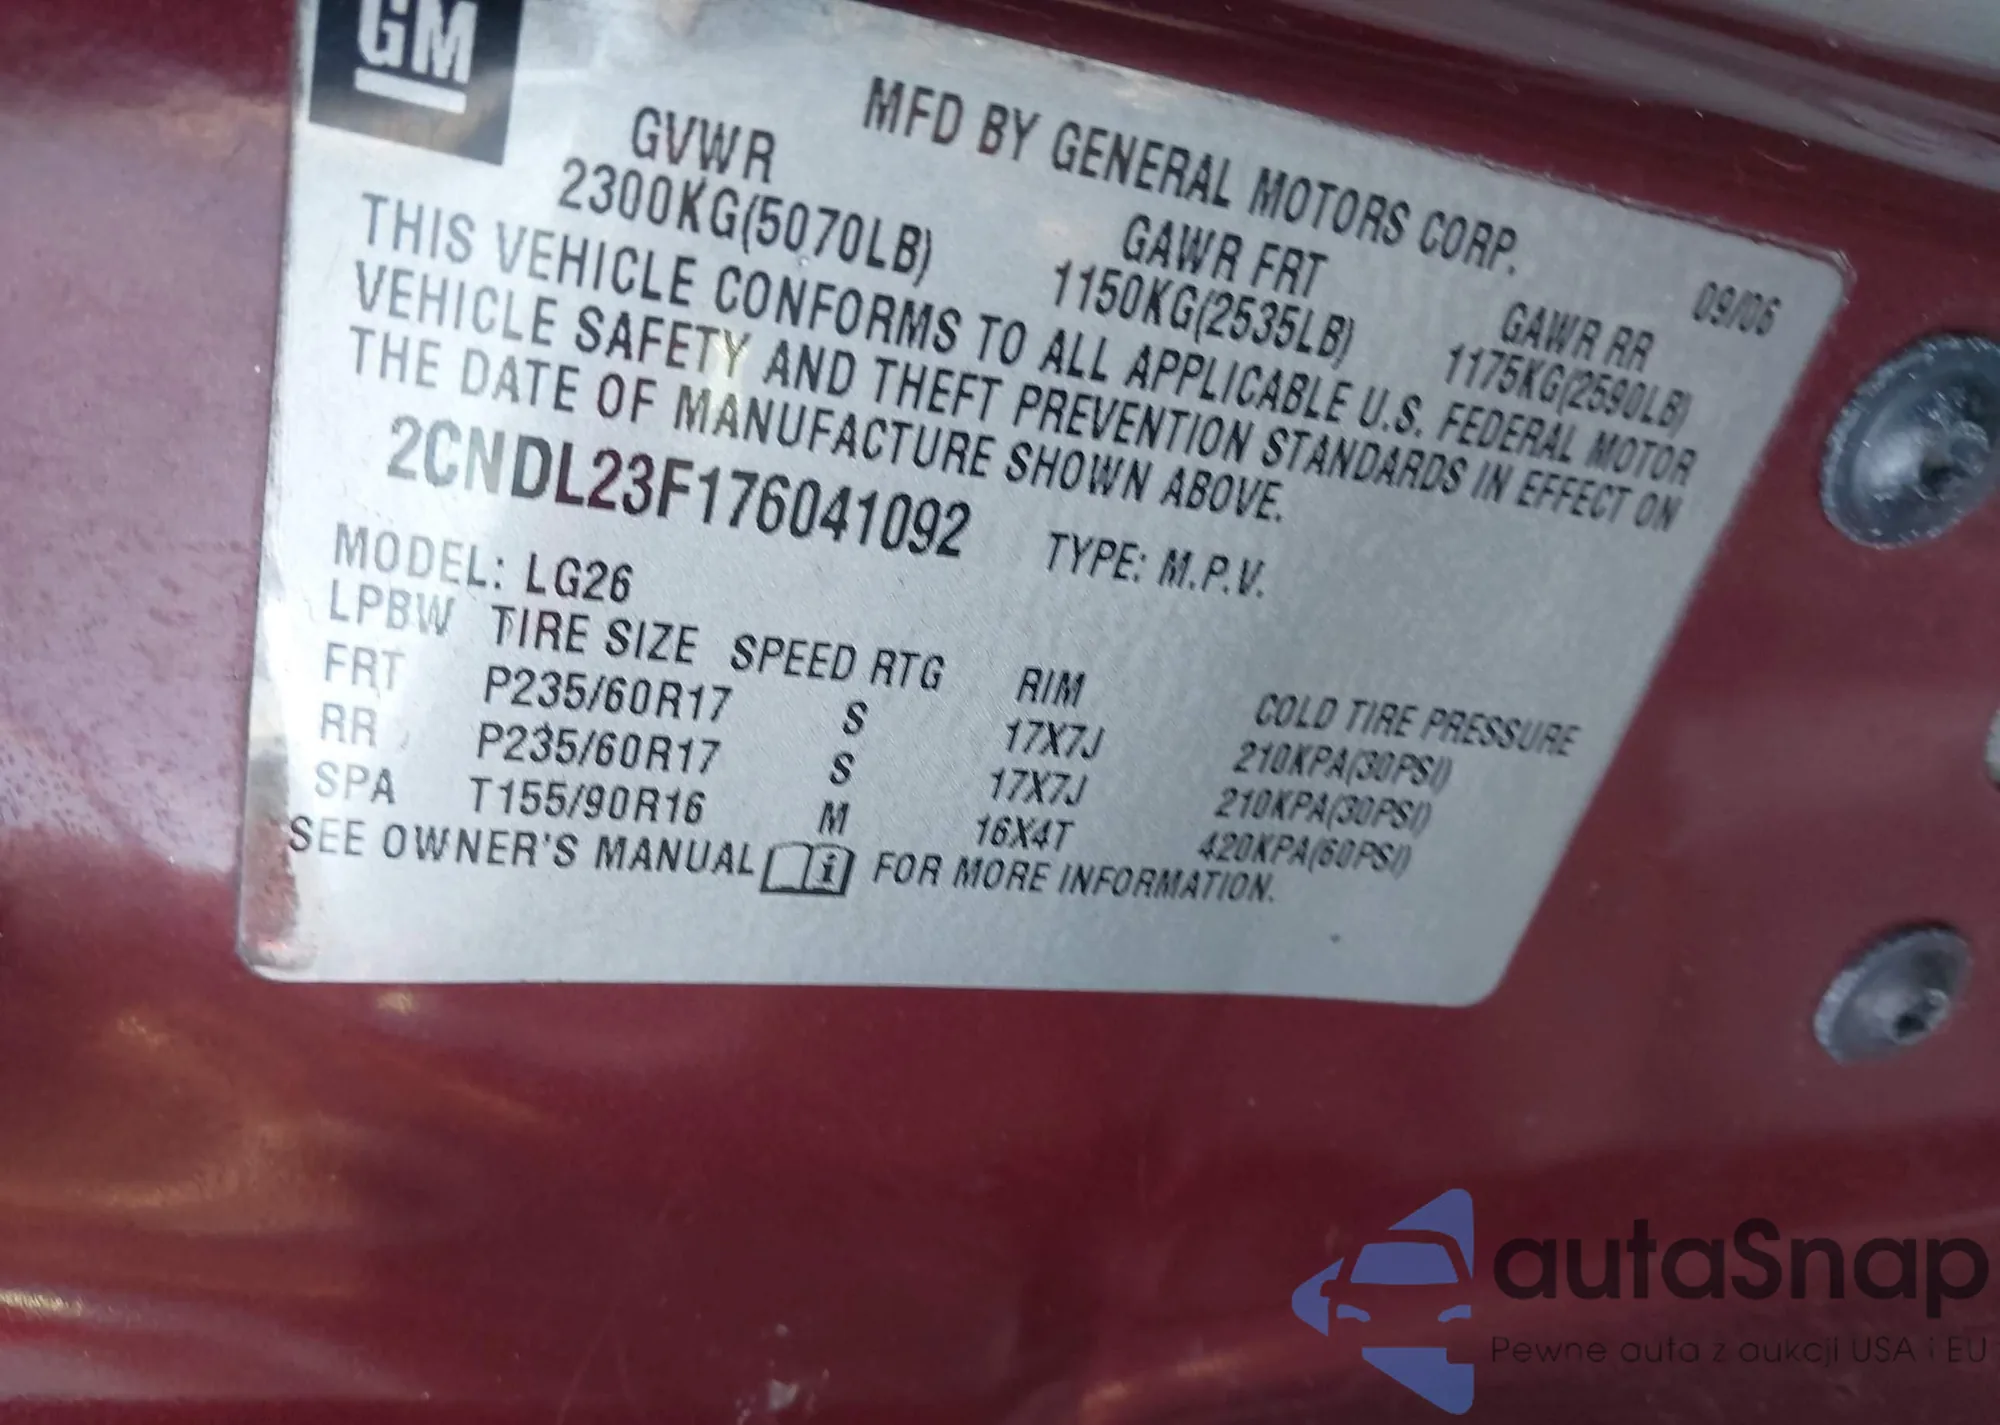 GM
MFD BY GENERAL MOTORS CORP.
09/06
GVWR GAWR FRT GAWR RR
2300KG(5070LB) 1150KG(2535LB) 1175KG(2590LB)
THIS VEHICLE CONFORMS TO ALL APPLICABLE U.S. FEDERAL MOTOR
VEHICLE SAFETY AND THEFT PREVENTION STANDARDS IN EFFECT ON
THE DATE OF MANUFACTURE SHOWN ABOVE.
2CNDL23F176041092 TYPE: M.P.V.
MODEL: LG26
LPBW TIRE SIZE SPEED RTG RIM COLD TIRE PRESSURE
FRT P235/60R17 S 17X7J 210KPA(30PSI)
RR P235/60R17 S 17X7J 210KPA(30PSI)
SPA T155/90R16 M 16X4T 420KPA(60PSI)
SEE OWNER'S MANUAL i FOR MORE INFORMATION.
autaSnap
Pewne auta z aukcji USA i EU